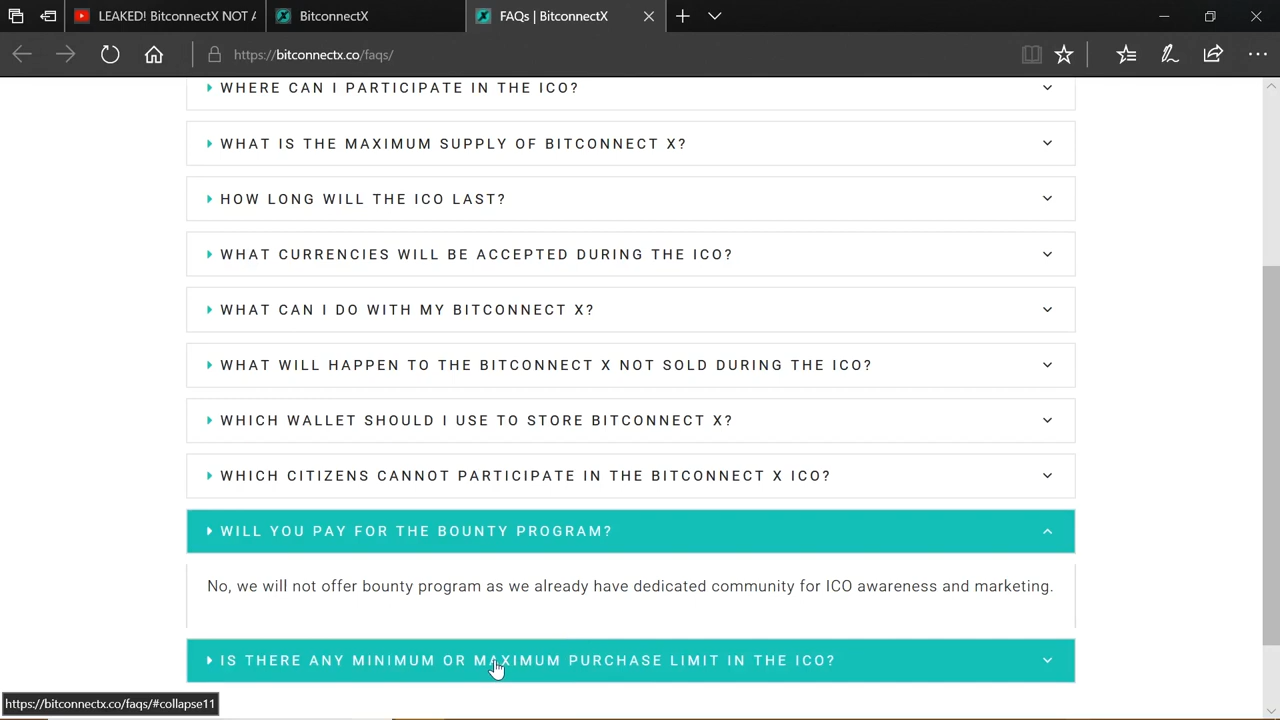 LEAKED! BitconnectX NOT A
BitconnectX
FAQs | BitconnectX
https://bitconnectx.co/faqs/
WHERE CAN I PARTICIPATE IN THE ICO?
WHAT IS THE MAXIMUM SUPPLY OF BITCONNECT X?
HOW LONG WILL THE ICO LAST?
WHAT CURRENCIES WILL BE ACCEPTED DURING THE ICO?
WHAT CAN I DO WITH MY BITCONNECT X?
WHAT WILL HAPPEN TO THE BITCONNECT X NOT SOLD DURING THE ICO?
WHICH WALLET SHOULD I USE TO STORE BITCONNECT X?
WHICH CITIZENS CANNOT PARTICIPATE IN THE BITCONNECT X ICO?
WILL YOU PAY FOR THE BOUNTY PROGRAM?
No, we will not offer bounty program as we already have dedicated community for ICO awareness and marketing.
IS THERE ANY MINIMUM OR MAXIMUM PURCHASE LIMIT IN THE ICO?
https://bitconnectx.co/faqs/#collapse11